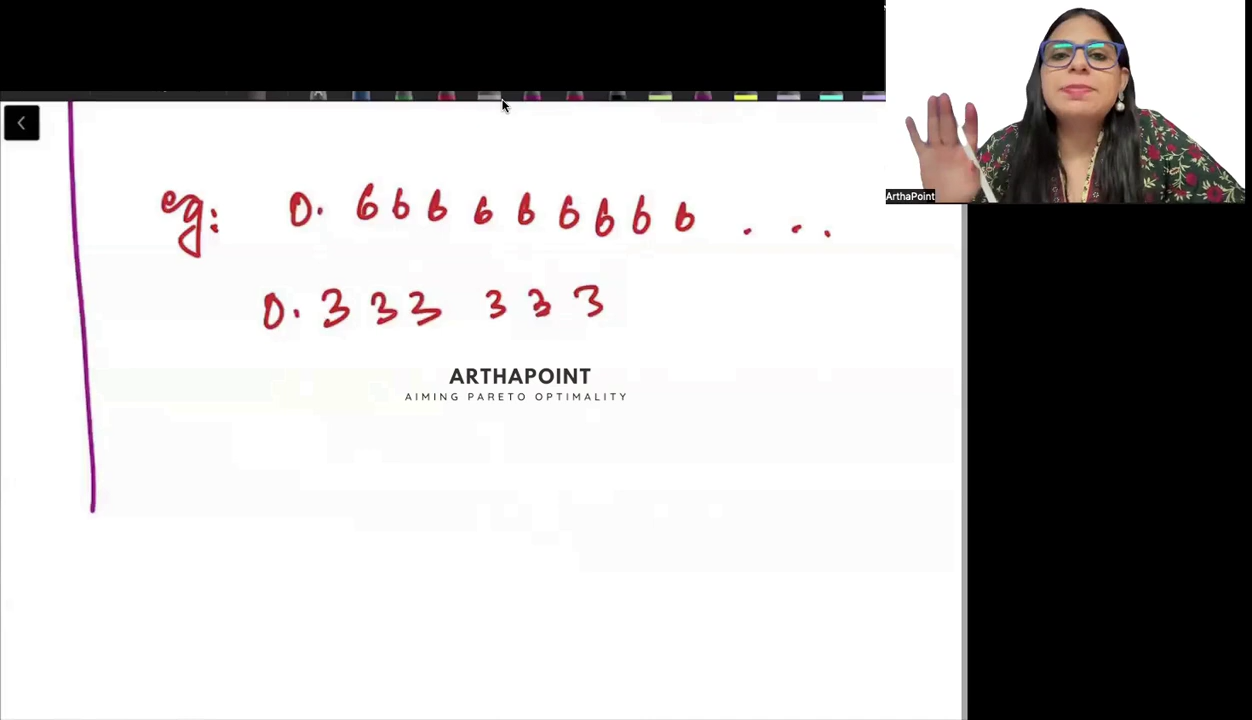 eg: 0. 6 6 6 6 6 6 6 6 6 . . .
0. 3 3 3 3 3 3
ARTHAPOINT
AIMING PARETO OPTIMALITY
ArthaPoint